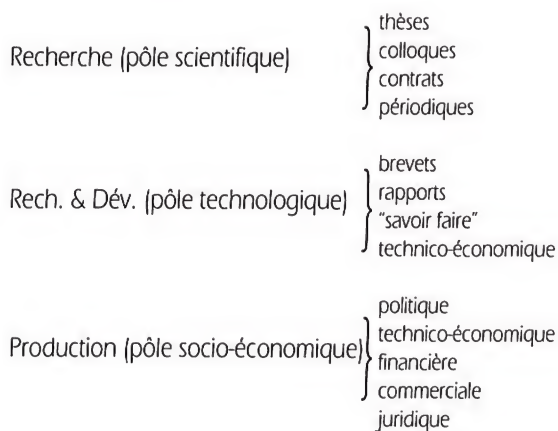 Recherche (pôle scientifique)
thèses
colloques
contrats
périodiques
Rech. & Dév. (pôle technologique)
brevets
rapports
"savoir faire"
technico-économique
Production (pôle socio-économique)
politique
technico-économique
financière
commerciale
juridique